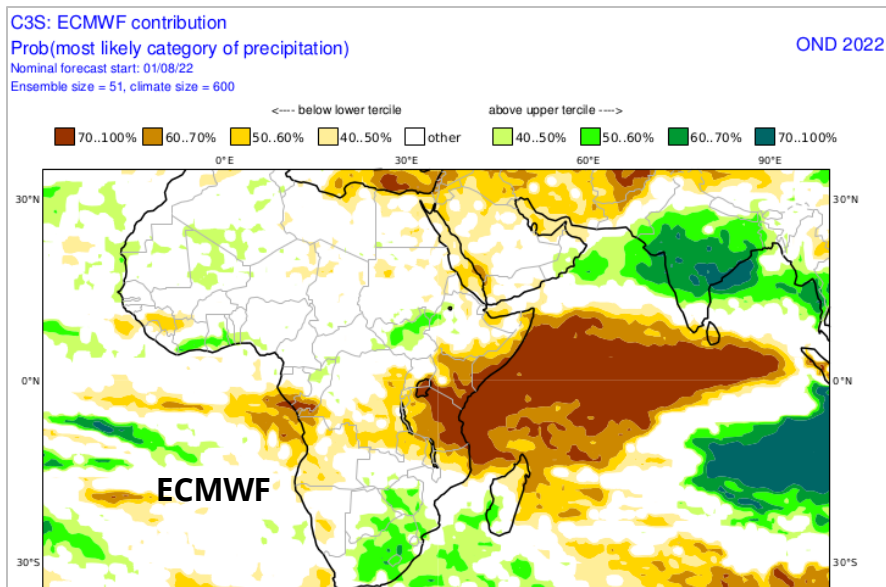 C3S: ECMWF contribution
Prob(most likely category of precipitation)
OND 2022
Nominal forecast start: 01/08/22
Ensemble size = 51, climate size = 600
<---- below lower tercile
above upper tercile ---->
70..100% 60..70% 50..60% 40..50% other 40..50% 50..60% 60..70% 70..100%
0°E 30°E 60°E 90°E
30°N 30°N
0°N 0°N
ECMWF
30°S 30°S